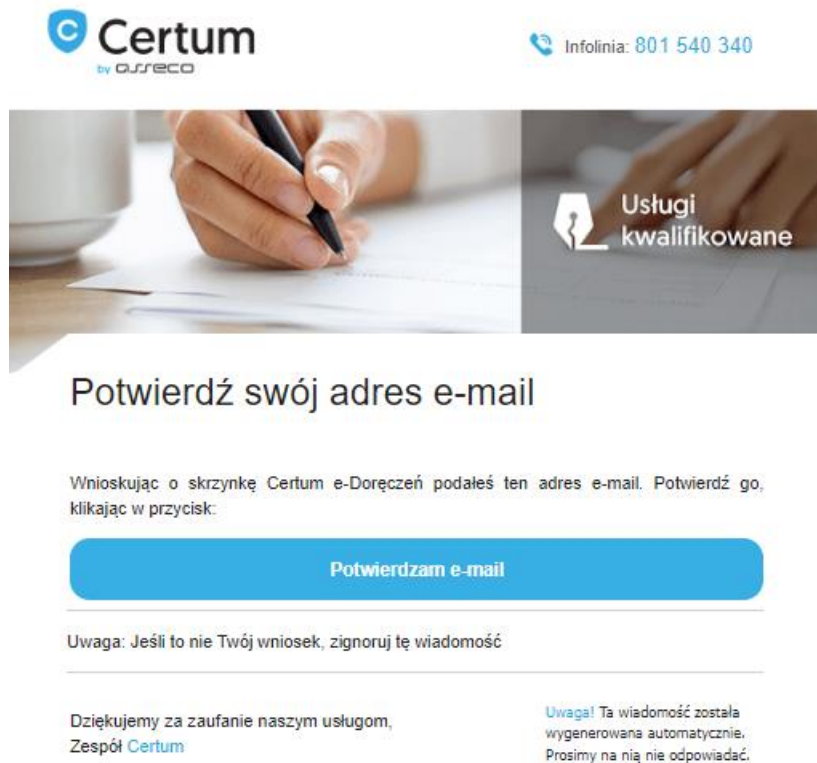 Certum
by asseco
Infolinia: 801 540 340
Usługi
kwalifikowane
Potwierdź swój adres e-mail
Wnioskując o skrzynkę Certum e-Doręczeń podałeś ten adres e-mail. Potwierdź go,
klikając w przycisk:
Potwierdzam e-mail
Uwaga: Jeśli to nie Twój wniosek, zignoruj tę wiadomość
Dziękujemy za zaufanie naszym usługom,
Zespół Certum
Uwaga! Ta wiadomość została
wygenerowana automatycznie.
Prosimy na nią nie odpowiadać.